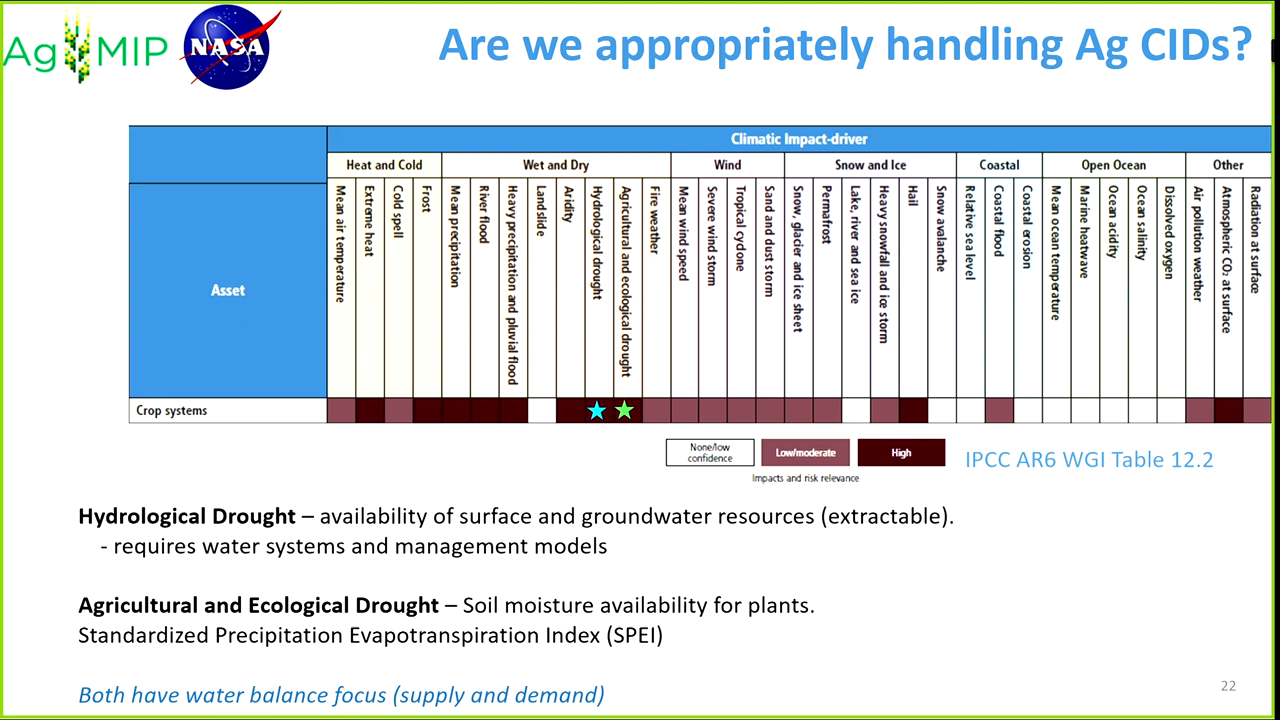 Ag MIP
NASA
Are we appropriately handling Ag CIDs?
Climatic Impact-driver
Heat and Cold
Wet and Dry
Wind
Snow and Ice
Coastal
Open Ocean
Other
Asset
Mean air temperature
Extreme heat
Cold spell
Frost
Mean precipitation
River flood
Heavy precipitation and pluvial flood
Landslide
Aridity
Hydrological drought
Agricultural and ecological drought
Fire weather
Mean wind speed
Severe wind storm
Tropical cyclone
Sand and dust storm
Snow, glacier and ice sheet
Permafrost
Lake, river and sea ice
Heavy snowfall and ice storm
Hail
Snow avalanche
Relative sea level
Coastal flood
Coastal erosion
Mean ocean temperature
Marine heatwave
Ocean acidity
Ocean salinity
Dissolved oxygen
Air pollution weather
Atmospheric CO₂ at surface
Radiation at surface
Crop systems
None/low
confidence
Low/moderate
High
Impacts and risk relevance
IPCC AR6 WGI Table 12.2
Hydrological Drought – availability of surface and groundwater resources (extractable).
- requires water systems and management models
Agricultural and Ecological Drought – Soil moisture availability for plants.
Standardized Precipitation Evapotranspiration Index (SPEI)
Both have water balance focus (supply and demand)
22